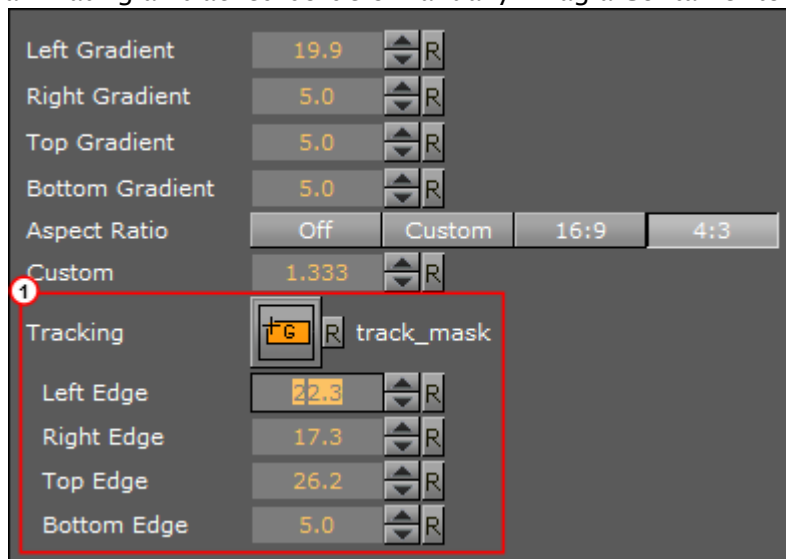 Left Gradient 19.9 R
Right Gradient 5.0 R
Top Gradient 5.0 R
Bottom Gradient 5.0 R
Aspect Ratio Off Custom 16:9 4:3
Custom 1.333 R
1
Tracking G R track_mask
Left Edge 22.3 R
Right Edge 17.3 R
Top Edge 26.2 R
Bottom Edge 5.0 R